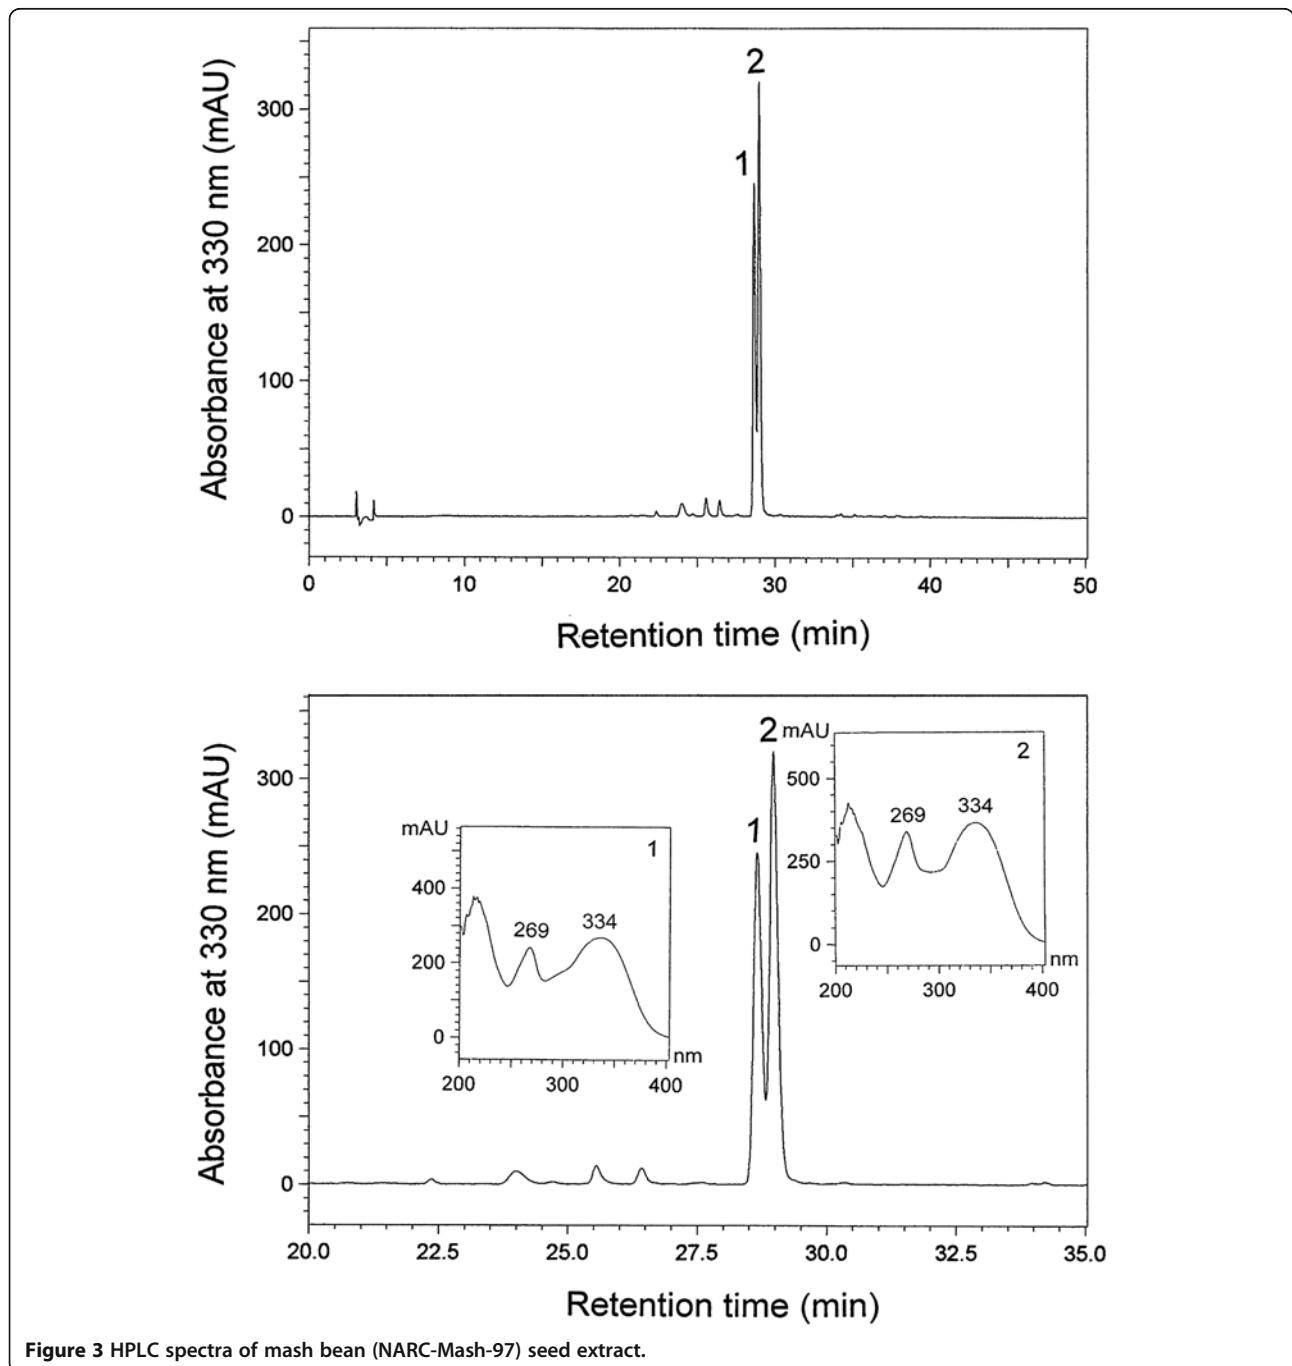 2
1
300
200
100
0
Absorbance at 330 nm (mAU)
0 10 20 30 40 50
Retention time (min)
2
1
300
200
100
0
Absorbance at 330 nm (mAU)
mAU
1
400
200
0
269
334
nm
200 300 400
mAU
2
500
250
0
269
334
nm
200 300 400
20.0 22.5 25.0 27.5 30.0 32.5 35.0
Retention time (min)
Figure 3 HPLC spectra of mash bean (NARC-Mash-97) seed extract.